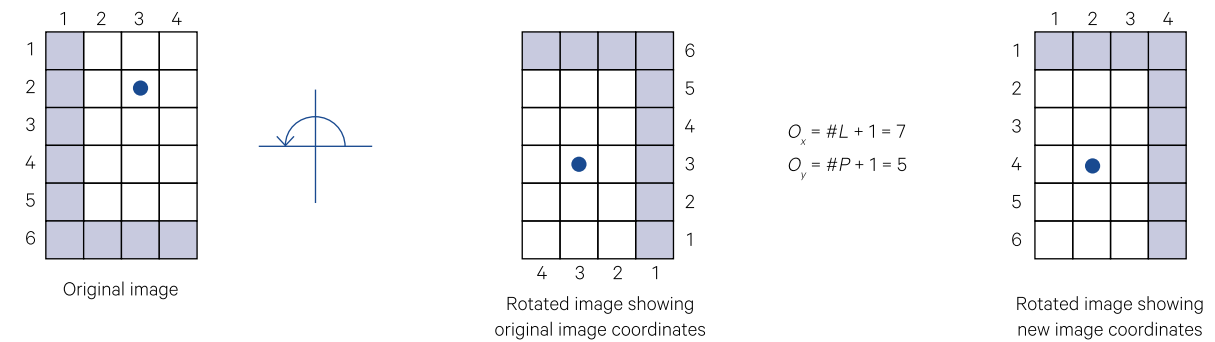 1 2 3 4
1
2
3
4
5
6
Original image
6
5
4
3
2
1
4 3 2 1
Rotated image showing
original image coordinates
Ox = #L + 1 = 7
Oy = #P + 1 = 5
1 2 3 4
1
2
3
4
5
6
Rotated image showing
new image coordinates